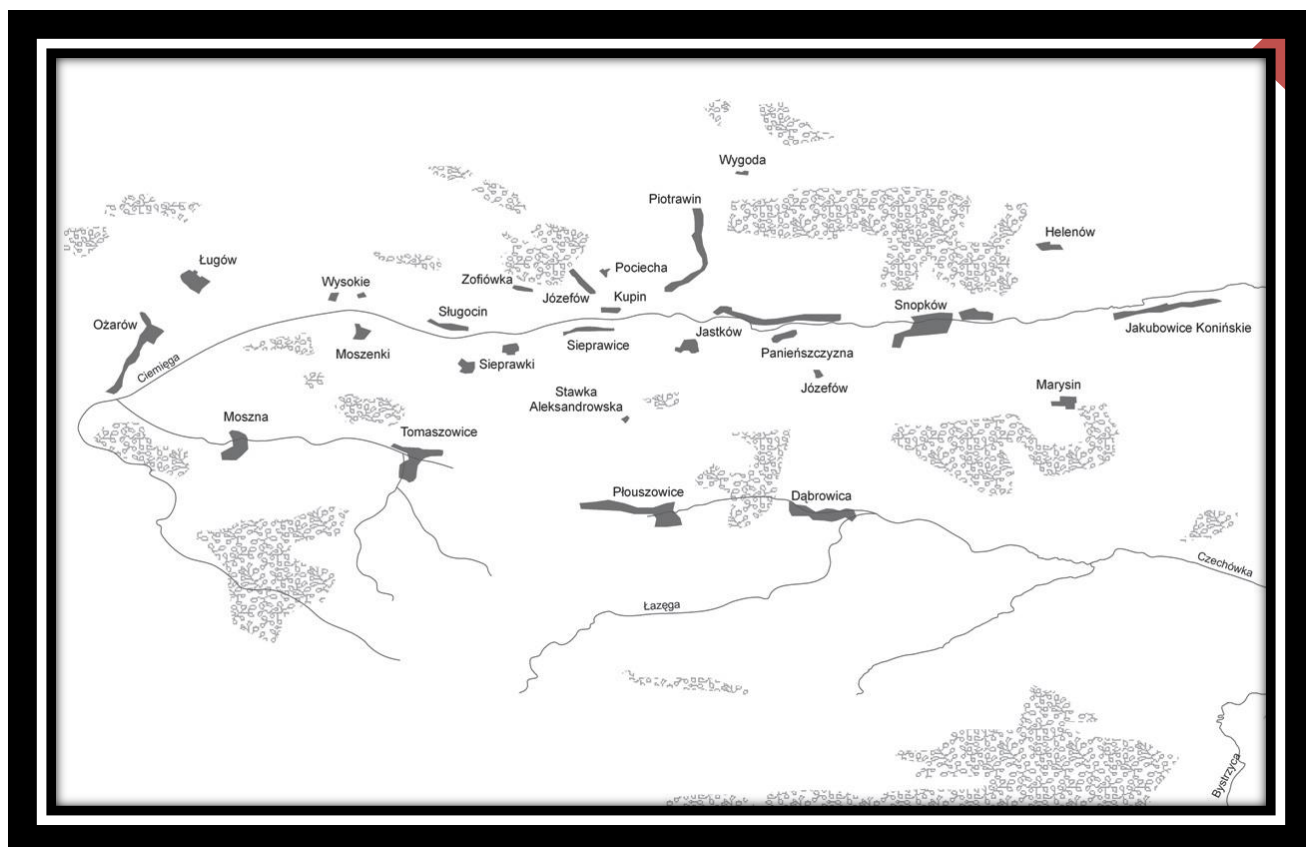 Wygoda
Piotrawin
Helenów
Ługów
Pociecha
Wysokie
Zofiówka
Józefów
Kupin
Snopków
Sługocin
Ożarów
Jakubowice Konińskie
Jastków
Sieprawice
Panieńszczyzna
Moszenki
Sieprawki
Ciemięga
Józefów
Marysin
Stawka
Aleksandrowska
Moszna
Tomaszowice
Płouszowice
Dąbrowica
Czechówka
Łazęga
Bystrzyca